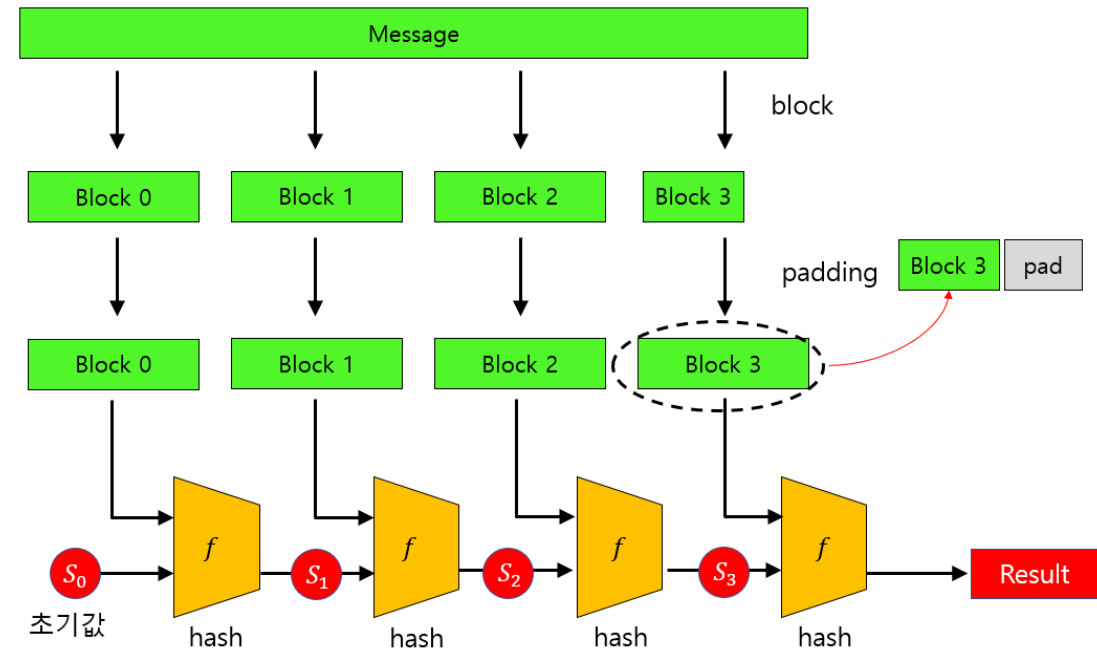 Message
block
Block 0
Block 1
Block 2
Block 3
padding
Block 3
pad
Block 0
Block 1
Block 2
Block 3
f
f
f
f
S₀
S₁
S₂
S₃
Result
초기값
hash
hash
hash
hash